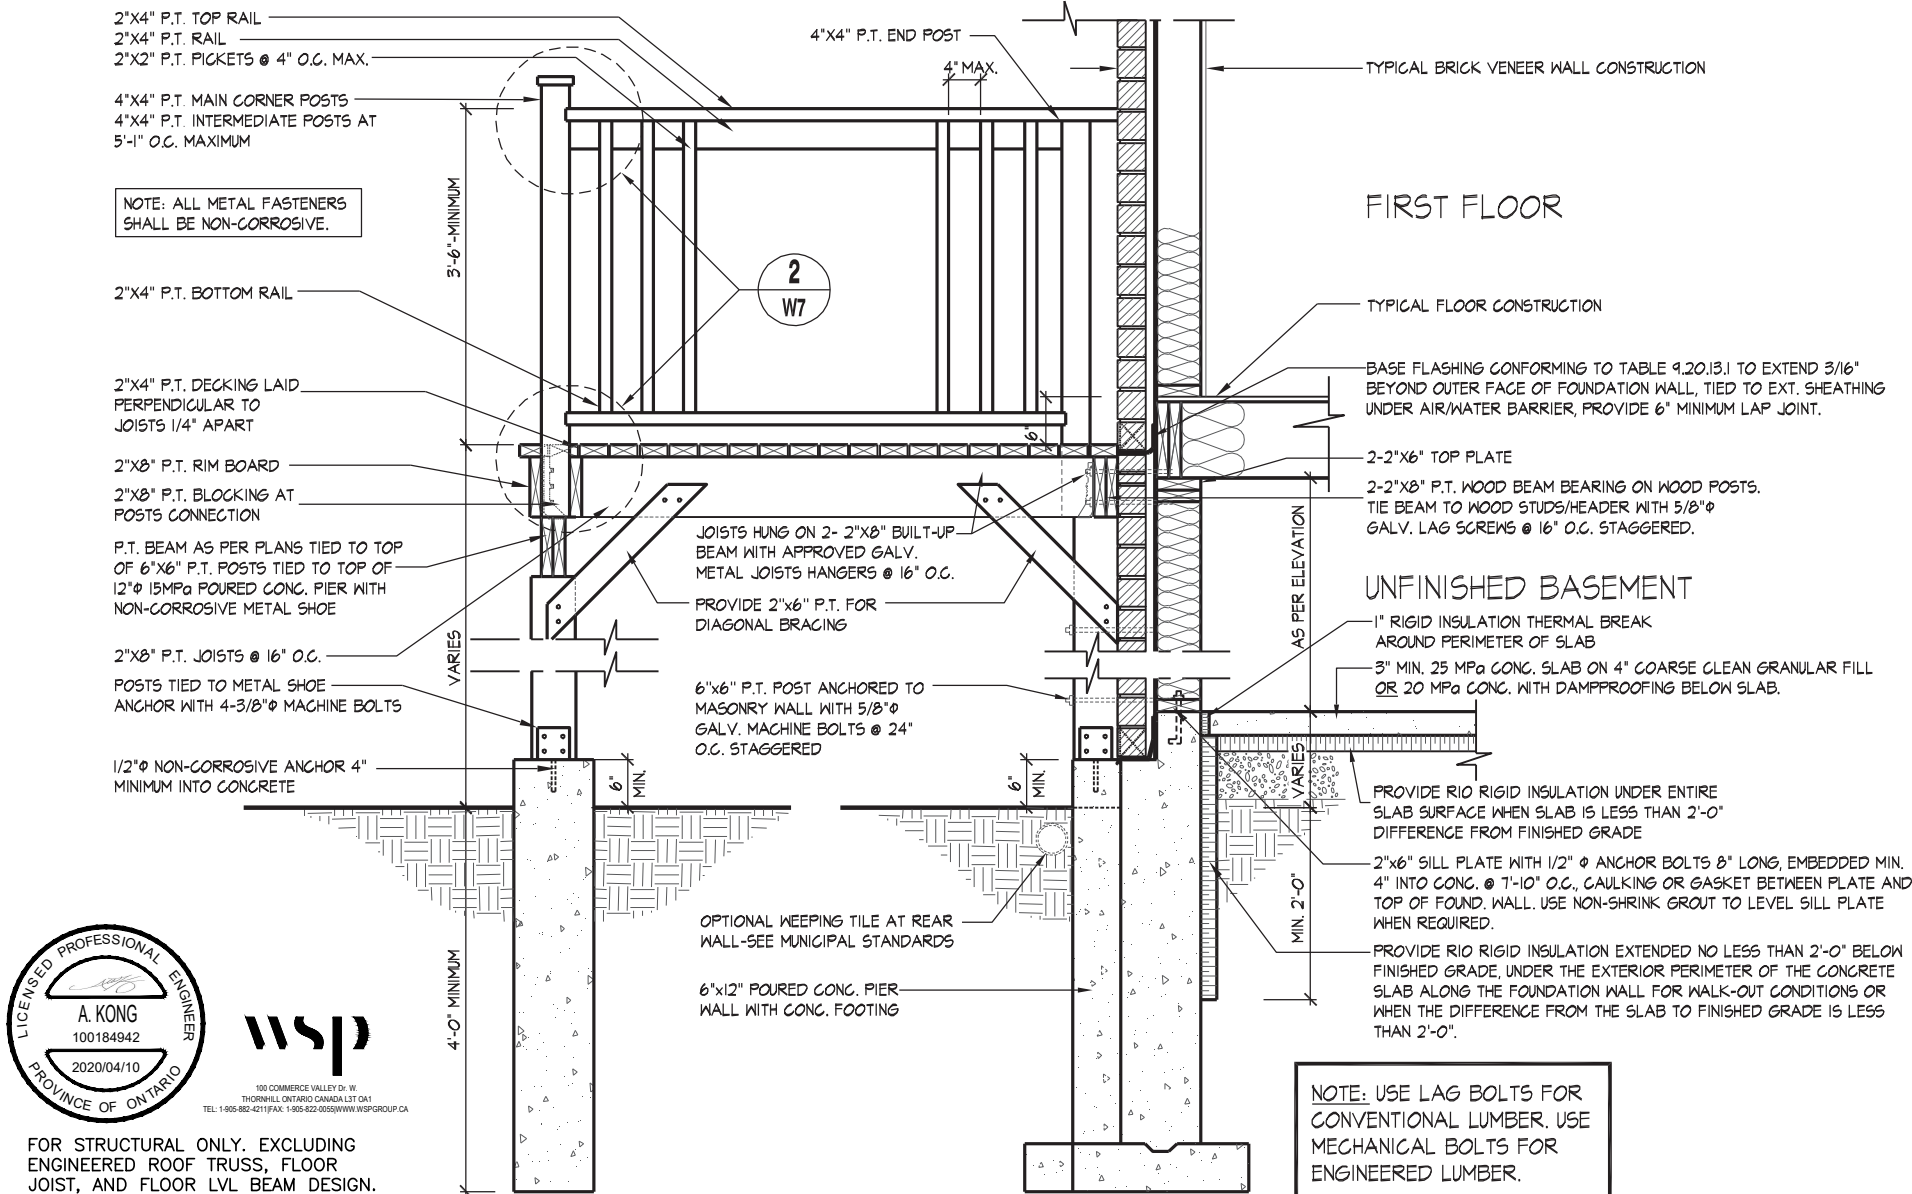 2"X4" P.T. TOP RAIL
2"X4" P.T. RAIL
2"X2" P.T. PICKETS @ 4" O.C. MAX.
4"X4" P.T. MAIN CORNER POSTS
4"X4" P.T. INTERMEDIATE POSTS AT
5'-1" O.C. MAXIMUM
NOTE: ALL METAL FASTENERS
SHALL BE NON-CORROSIVE.
2"X4" P.T. BOTTOM RAIL
2"X4" P.T. DECKING LAID
PERPENDICULAR TO
JOISTS 1/4" APART
2"X8" P.T. RIM BOARD
2"X8" P.T. BLOCKING AT
POSTS CONNECTION
P.T. BEAM AS PER PLANS TIED TO TOP
OF 6"X6" P.T. POSTS TIED TO TOP OF
12"Φ 15MPa POURED CONC. PIER WITH
NON-CORROSIVE METAL SHOE
2"X8" P.T. JOISTS @ 16" O.C.
POSTS TIED TO METAL SHOE
ANCHOR WITH 4-3/8"Φ MACHINE BOLTS
1/2"Φ NON-CORROSIVE ANCHOR 4"
MINIMUM INTO CONCRETE
3'-6"-MINIMUM
VARIES
4'-0" MINIMUM
4"X4" P.T. END POST
4" MAX.
2
W7
6"
JOISTS HUNG ON 2- 2"X8" BUILT-UP
BEAM WITH APPROVED GALV.
METAL JOISTS HANGERS @ 16" O.C.
PROVIDE 2"x6" P.T. FOR
DIAGONAL BRACING
6"x6" P.T. POST ANCHORED TO
MASONRY WALL WITH 5/8"Φ
GALV. MACHINE BOLTS @ 24"
O.C. STAGGERED
6"
MIN.
6"
MIN.
OPTIONAL WEEPING TILE AT REAR
WALL-SEE MUNICIPAL STANDARDS
6"x12" POURED CONC. PIER
WALL WITH CONC. FOOTING
TYPICAL BRICK VENEER WALL CONSTRUCTION
FIRST FLOOR
TYPICAL FLOOR CONSTRUCTION
BASE FLASHING CONFORMING TO TABLE 9.20.13.1 TO EXTEND 3/16"
BEYOND OUTER FACE OF FOUNDATION WALL, TIED TO EXT. SHEATHING
UNDER AIR/WATER BARRIER, PROVIDE 6" MINIMUM LAP JOINT.
2-2"X6" TOP PLATE
2-2"X8" P.T. WOOD BEAM BEARING ON WOOD POSTS.
TIE BEAM TO WOOD STUDS/HEADER WITH 5/8"Φ
GALV. LAG SCREWS @ 16" O.C. STAGGERED.
AS PER ELEVATION
UNFINISHED BASEMENT
1" RIGID INSULATION THERMAL BREAK
AROUND PERIMETER OF SLAB
3" MIN. 25 MPa CONC. SLAB ON 4" COARSE CLEAN GRANULAR FILL
OR 20 MPa CONC. WITH DAMPPROOFING BELOW SLAB.
VARIES
MIN. 2'-0"
PROVIDE R10 RIGID INSULATION UNDER ENTIRE
SLAB SURFACE WHEN SLAB IS LESS THAN 2'-0"
DIFFERENCE FROM FINISHED GRADE
2"x6" SILL PLATE WITH 1/2" Φ ANCHOR BOLTS 8" LONG, EMBEDDED MIN.
4" INTO CONC. @ 7'-10" O.C., CAULKING OR GASKET BETWEEN PLATE AND
TOP OF FOUND. WALL. USE NON-SHRINK GROUT TO LEVEL SILL PLATE
WHEN REQUIRED.
PROVIDE R10 RIGID INSULATION EXTENDED NO LESS THAN 2'-0" BELOW
FINISHED GRADE, UNDER THE EXTERIOR PERIMETER OF THE CONCRETE
SLAB ALONG THE FOUNDATION WALL FOR WALK-OUT CONDITIONS OR
WHEN THE DIFFERENCE FROM THE SLAB TO FINISHED GRADE IS LESS
THAN 2'-0".
NOTE: USE LAG BOLTS FOR
CONVENTIONAL LUMBER. USE
MECHANICAL BOLTS FOR
ENGINEERED LUMBER.
LICENSED PROFESSIONAL ENGINEER
A. KONG
100184942
2020/04/10
PROVINCE OF ONTARIO
wsp
100 COMMERCE VALLEY Dr. W.
THORNHILL ONTARIO CANADA L3T 0A1
TEL: 1-905-882-4211|FAX: 1-905-822-0055|WWW.WSPGROUP.CA
FOR STRUCTURAL ONLY. EXCLUDING
ENGINEERED ROOF TRUSS, FLOOR
JOIST, AND FLOOR LVL BEAM DESIGN.